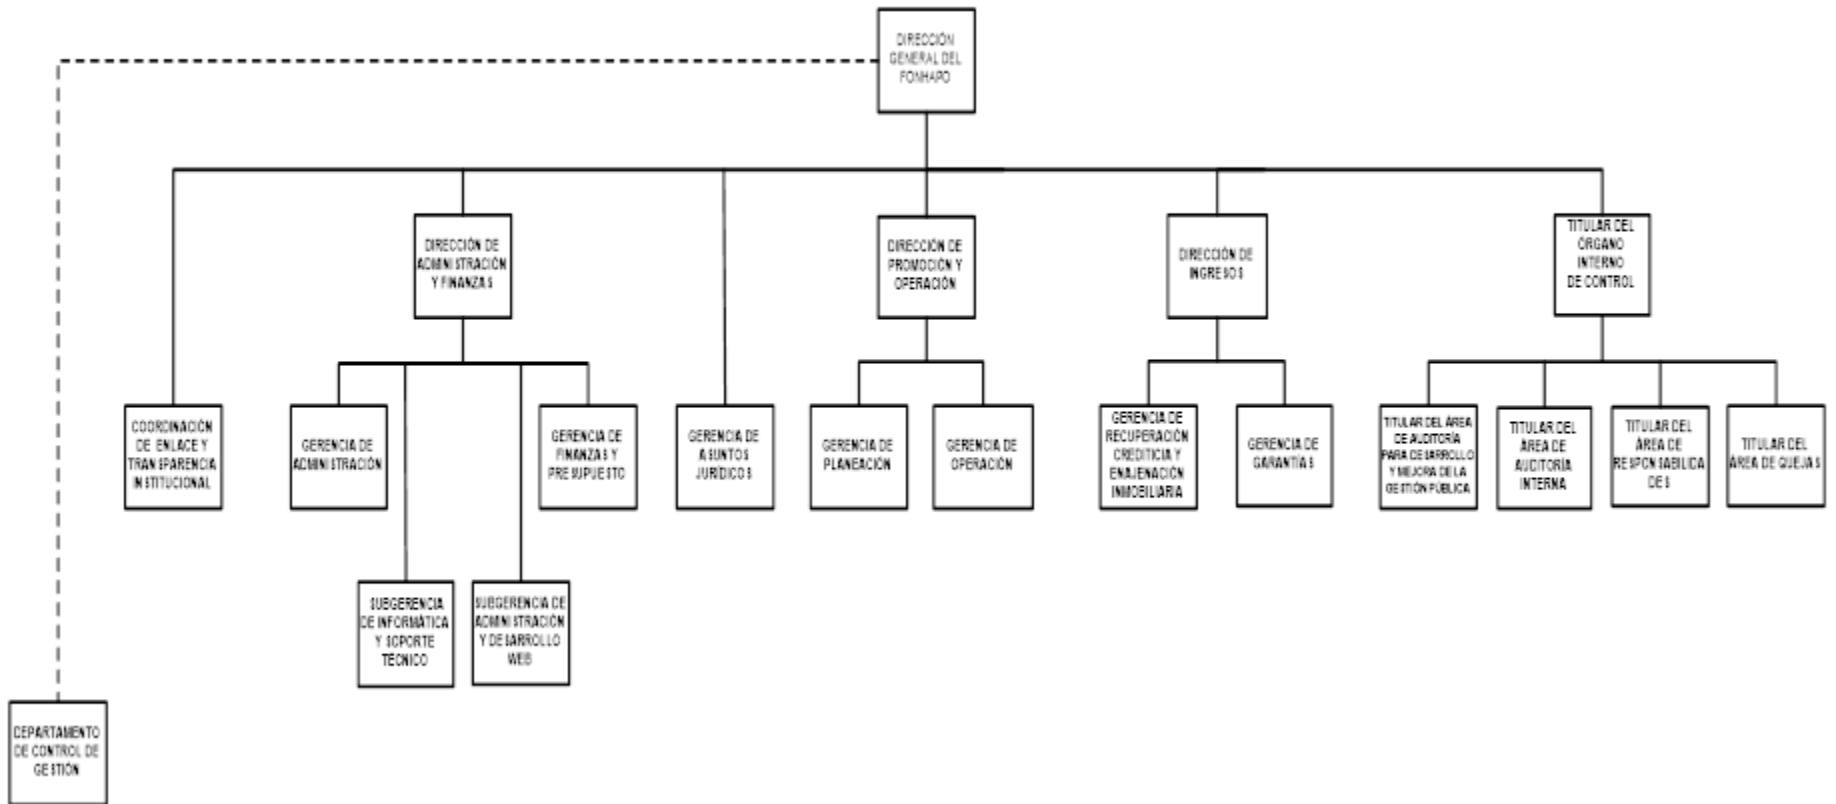 DIRECCIÓN
GENERAL DEL
FONHAPO
DIRECCIÓN DE
ADMINISTRACIÓN
Y FINANZAS
DIRECCIÓN DE
PROMOCIÓN Y
OPERACIÓN
DIRECCIÓN DE
INGRESOS
TITULAR DEL
ÓRGANO
INTERNO
DE CONTROL
COORDINACIÓN
DE ENLACE Y
TRANSPARENCIA
INSTITUCIONAL
GERENCIA DE
ADMINISTRACIÓN
GERENCIA DE
FINANZAS Y
PRESUPUESTO
GERENCIA DE
ASUNTOS
JURÍDICOS
GERENCIA DE
PLANEACIÓN
GERENCIA DE
OPERACIÓN
GERENCIA DE
RECUPERACIÓN
CREDITICIA Y
ENAJENACIÓN
INMOBILIARIA
GERENCIA DE
GARANTÍAS
TITULAR DEL ÁREA
DE AUDITORÍA
PARA DESARROLLO
Y MEJORA DE LA
GESTIÓN PÚBLICA
TITULAR DEL
ÁREA DE
AUDITORÍA
INTERNA
TITULAR DEL
ÁREA DE
RESPONSABILICA
DES
TITULAR DEL
ÁREA DE QUEJAS
SUBGERENCIA
DE INFORMÁTICA
Y SOPORTE
TÉCNICO
SUBGERENCIA DE
ADMINISTRACIÓN
Y DESARROLLO
WEB
DEPARTAMENTO
DE CONTROL DE
GESTIÓN